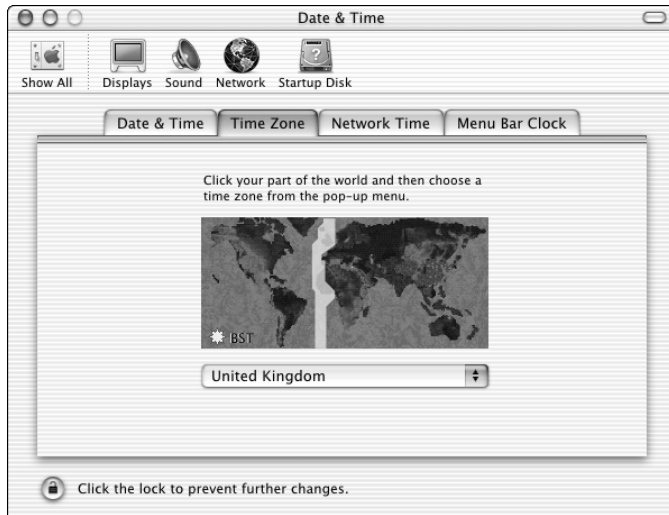 Date & Time
Show All Displays Sound Network Startup Disk
Date & Time Time Zone Network Time Menu Bar Clock
Click your part of the world and then choose a
time zone from the pop-up menu.
BST
United Kingdom
Click the lock to prevent further changes.